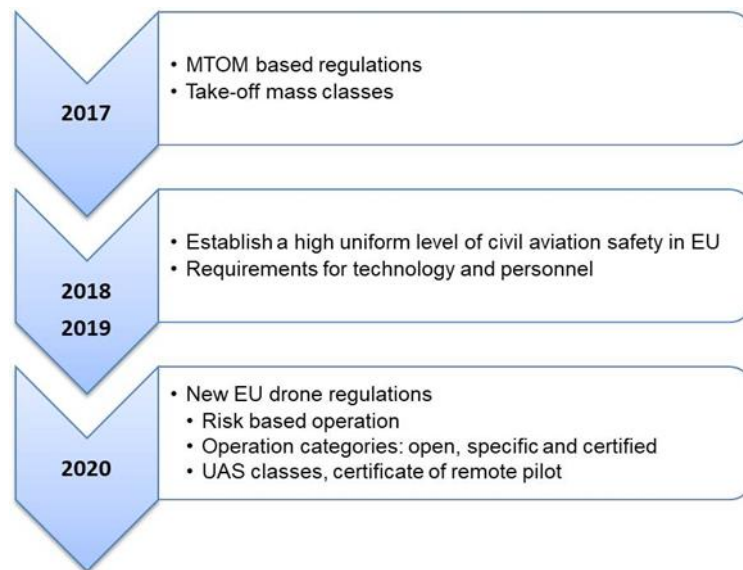 2017
• MTOM based regulations
• Take-off mass classes
2018
2019
• Establish a high uniform level of civil aviation safety in EU
• Requirements for technology and personnel
2020
• New EU drone regulations
• Risk based operation
• Operation categories: open, specific and certified
• UAS classes, certificate of remote pilot